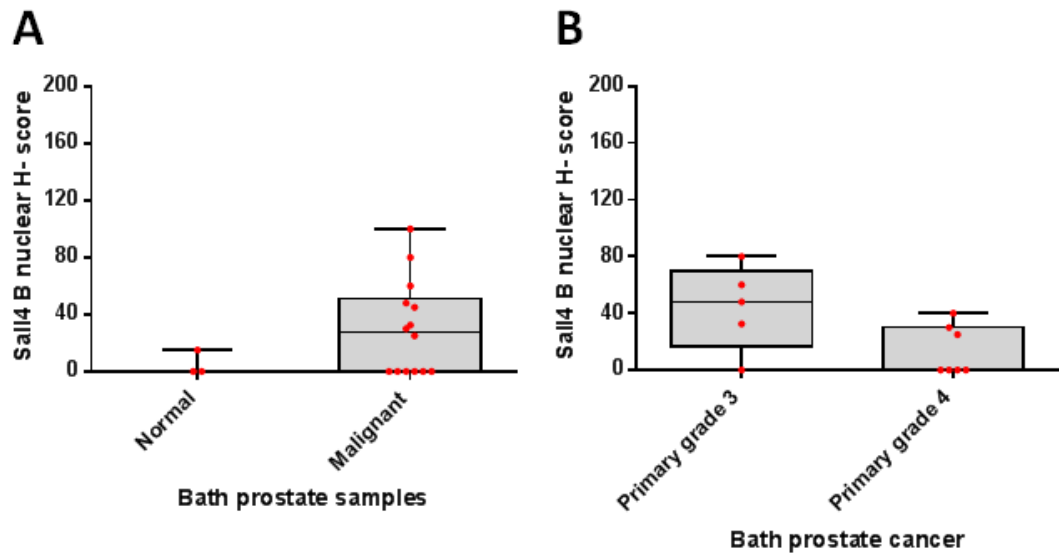 A
Sall4 B nuclear H- score
200
160
120
80
40
0
Normal
Malignant
Bath prostate samples
B
Sall4 B nuclear H- score
200
160
120
80
40
0
Primary grade 3
Primary grade 4
Bath prostate cancer